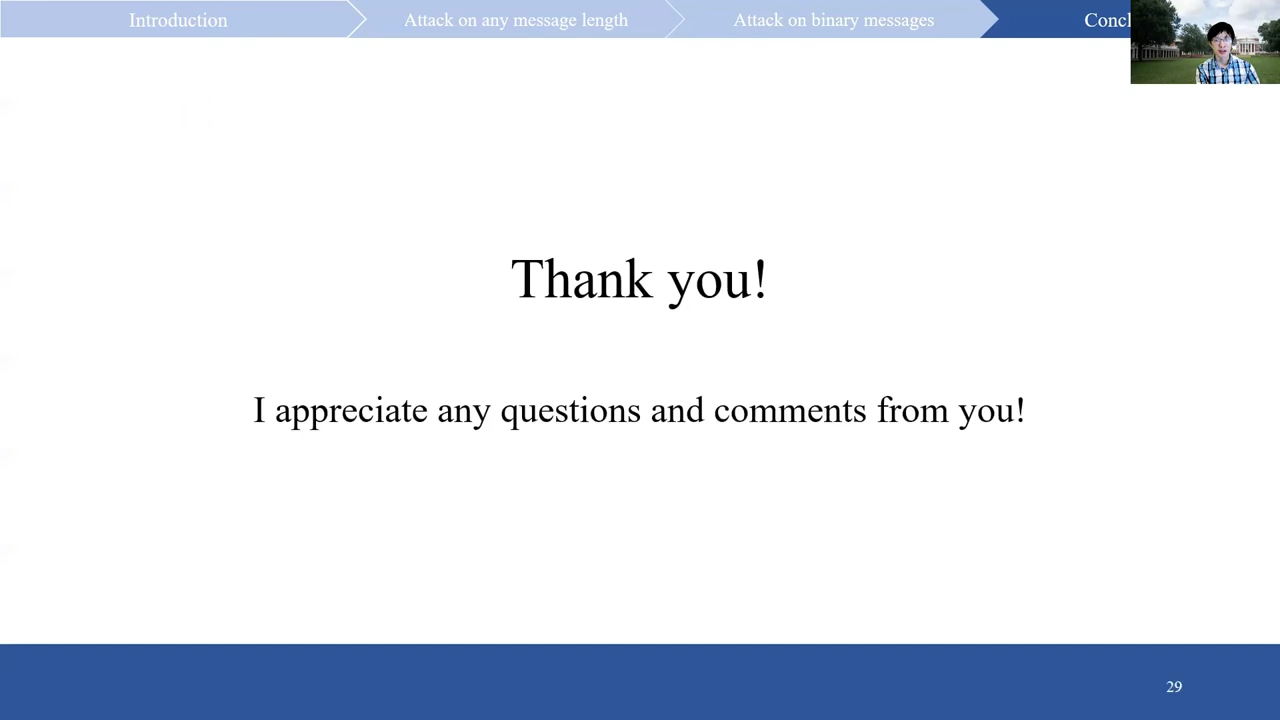 Introduction
Attack on any message length
Attack on binary messages
Thank you!
I appreciate any questions and comments from you!
29